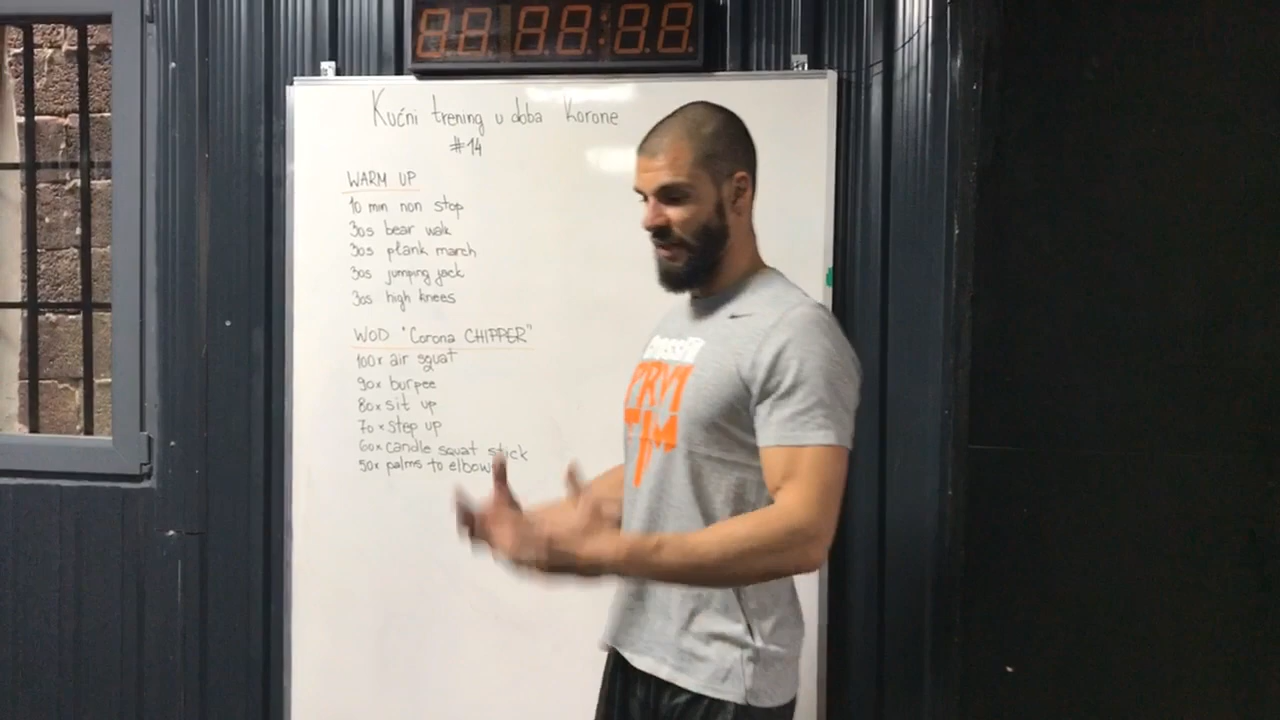 Kućni trening u doba Korone
#14
WARM UP
10 min non stop
30s bear walk
30s plank march
30s jumping jack
30s high knees
WOD "Corona CHIPPER"
100x air squat
90x burpee
80x sit up
70x step up
60x candle squat stick
50x palms to elbow